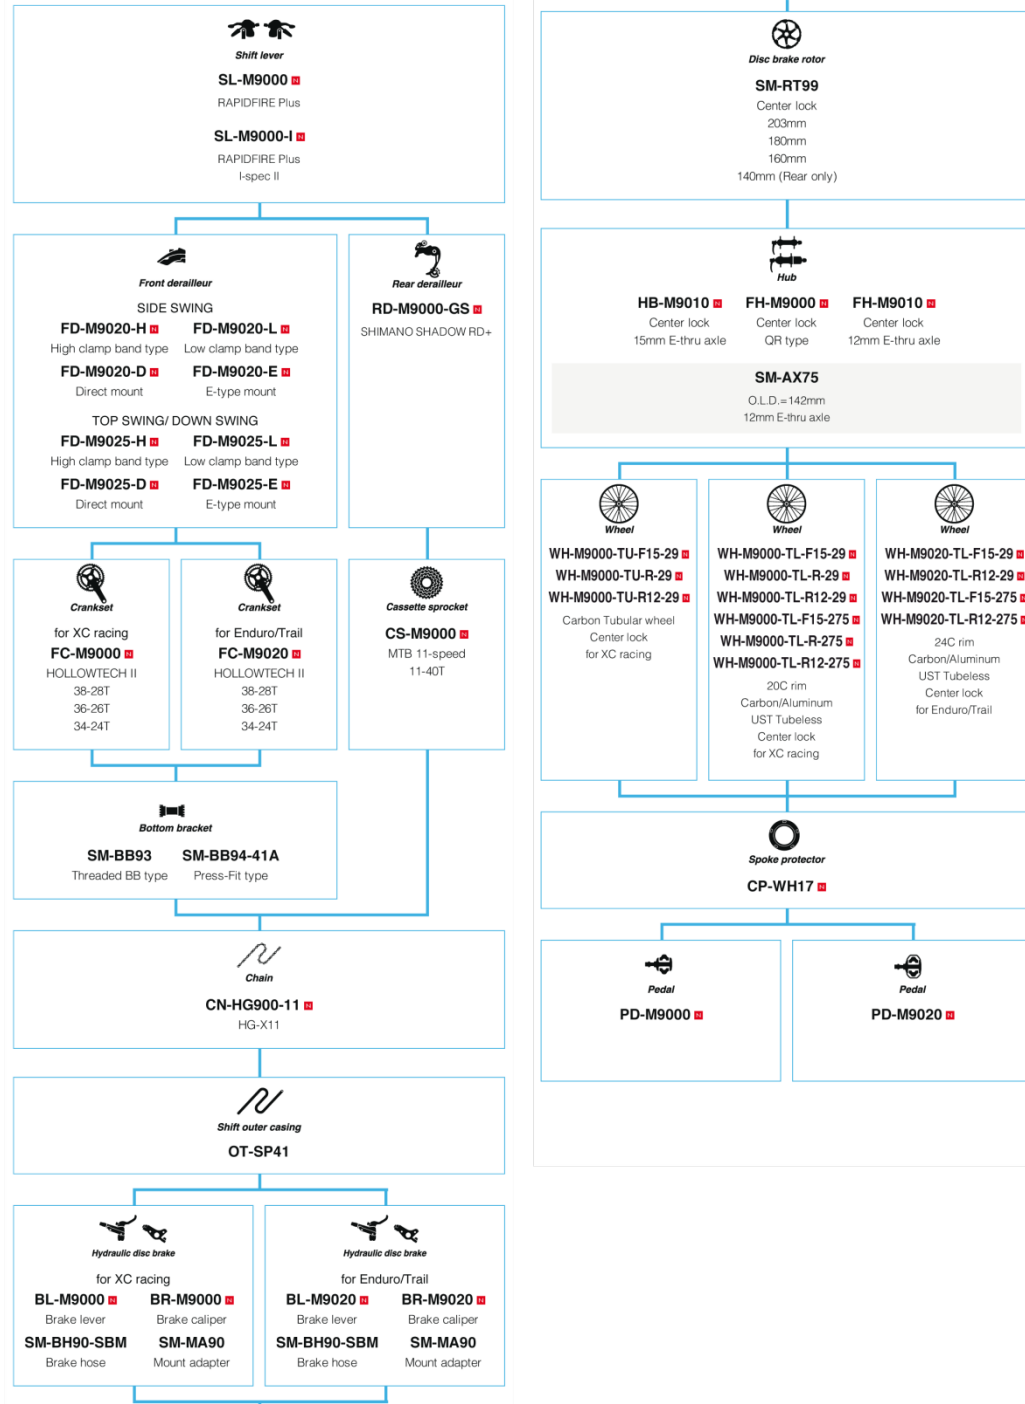 Shift lever
SL-M9000 N
RAPIDFIRE Plus
SL-M9000-I N
RAPIDFIRE Plus
I-spec II
Front derailleur
SIDE SWING
FD-M9020-H N FD-M9020-L N
High clamp band type Low clamp band type
FD-M9020-D N FD-M9020-E N
Direct mount E-type mount
TOP SWING/ DOWN SWING
FD-M9025-H N FD-M9025-L N
High clamp band type Low clamp band type
FD-M9025-D N FD-M9025-E N
Direct mount E-type mount
Rear derailleur
RD-M9000-GS N
SHIMANO SHADOW RD+
Crankset
for XC racing
FC-M9000 N
HOLLOWTECH II
38-28T
36-26T
34-24T
Crankset
for Enduro/Trail
FC-M9020 N
HOLLOWTECH II
38-28T
36-26T
34-24T
Cassette sprocket
CS-M9000 N
MTB 11-speed
11-40T
Bottom bracket
SM-BB93 SM-BB94-41A
Threaded BB type Press-Fit type
Chain
CN-HG900-11 N
HG-X11
Shift outer casing
OT-SP41
Hydraulic disc brake
for XC racing
BL-M9000 N BR-M9000 N
Brake lever Brake caliper
SM-BH90-SBM SM-MA90
Brake hose Mount adapter
Hydraulic disc brake
for Enduro/Trail
BL-M9020 N BR-M9020 N
Brake lever Brake caliper
SM-BH90-SBM SM-MA90
Brake hose Mount adapter
Disc brake rotor
SM-RT99
Center lock
203mm
180mm
160mm
140mm (Rear only)
Hub
HB-M9010 N FH-M9000 N FH-M9010 N
Center lock Center lock Center lock
15mm E-thru axle QR type 12mm E-thru axle
SM-AX75
O.L.D.=142mm
12mm E-thru axle
Wheel
WH-M9000-TU-F15-29 N
WH-M9000-TU-R-29 N
WH-M9000-TU-R12-29 N
Carbon Tubular wheel
Center lock
for XC racing
Wheel
WH-M9000-TL-F15-29 N
WH-M9000-TL-R-29 N
WH-M9000-TL-R12-29 N
WH-M9000-TL-F15-275 N
WH-M9000-TL-R-275 N
WH-M9000-TL-R12-275 N
20C rim
Carbon/Aluminum
UST Tubeless
Center lock
for XC racing
Wheel
WH-M9020-TL-F15-29 N
WH-M9020-TL-R12-29 N
WH-M9020-TL-F15-275 N
WH-M9020-TL-R12-275 N
24C rim
Carbon/Aluminum
UST Tubeless
Center lock
for Enduro/Trail
Spoke protector
CP-WH17 N
Pedal
PD-M9000 N
Pedal
PD-M9020 N